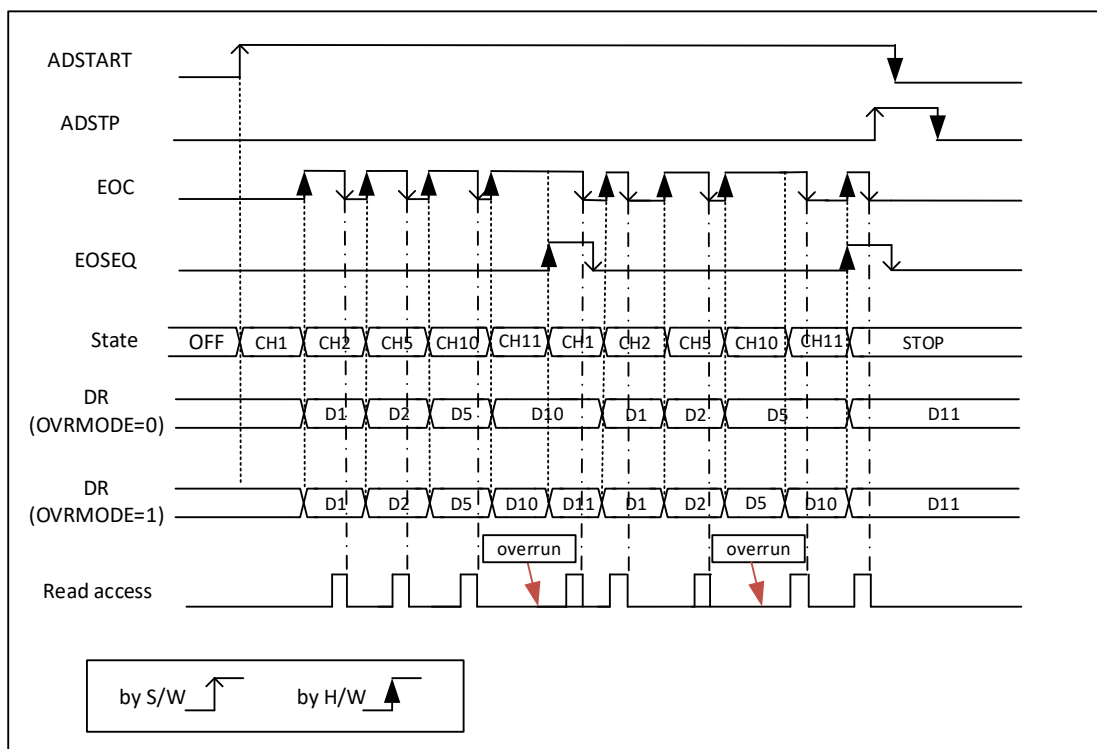 ADSTART
ADSTP
EOC
EOSEQ
State OFF CH1 CH2 CH5 CH10 CH11 CH1 CH2 CH5 CH10 CH11 STOP
DR
(OVRMODE=0) D1 D2 D5 D10 D1 D2 D5 D11
DR
(OVRMODE=1) D1 D2 D5 D10 D11 D1 D2 D5 D10 D11
overrun overrun
Read access
by S/W by H/W